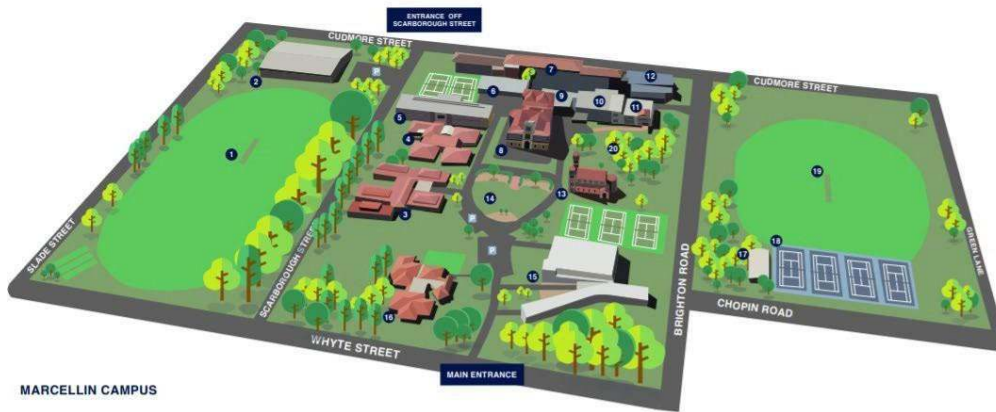 ENTRANCE OFF
SCARBOROUGH STREET
CUDMORE STREET
CUDMORE STREET
P
7
12
2
6
9
10
11
5
4
8
20
1
19
13
14
3
P
18
17
P
15
16
SLADE STREET
SCARBOROUGH STREET
BRIGHTON ROAD
GREEN LANE
CHOPIN ROAD
WHYTE STREET
MAIN ENTRANCE
MARCELLIN CAMPUS